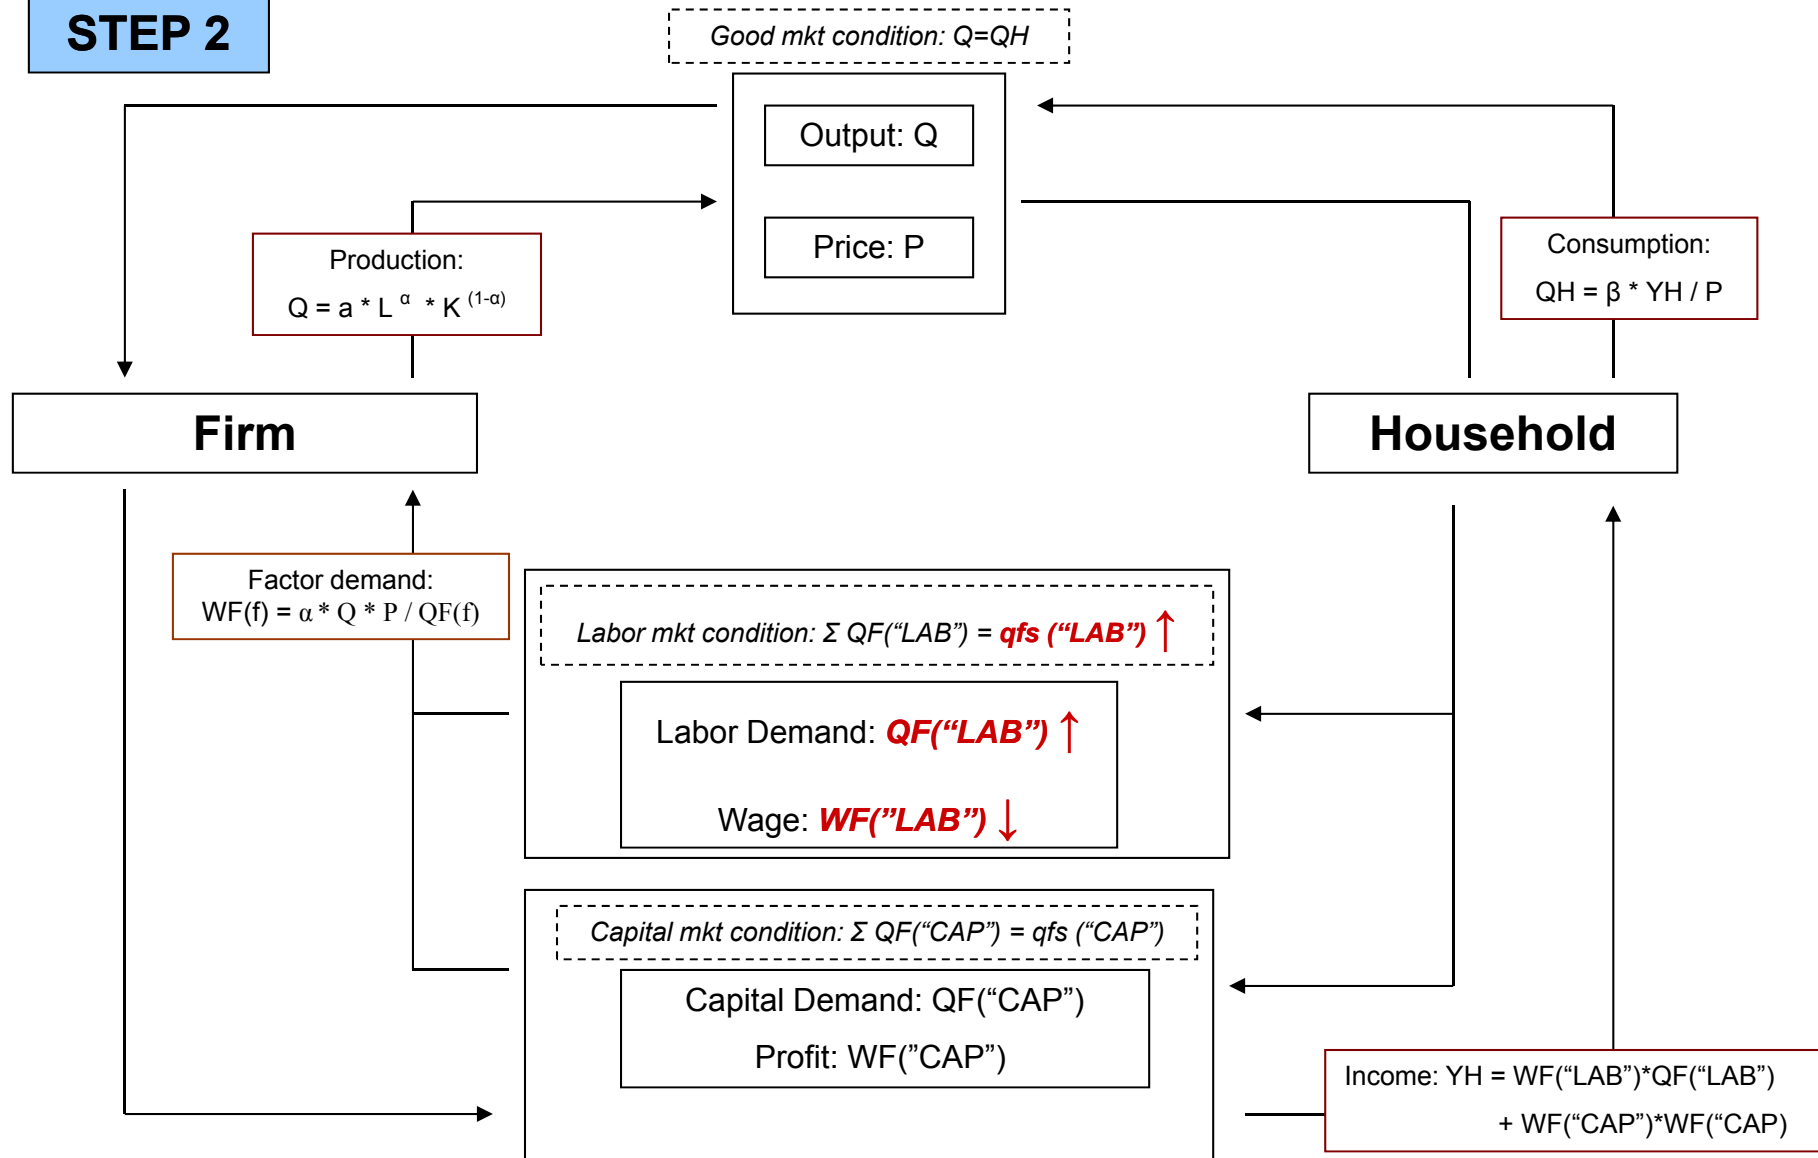 STEP 2
Good mkt condition: Q=QH
Output: Q
Price: P
Production:
Q = a * L ^α * K ^(1-α)
Consumption:
QH = β * YH / P
Firm
Household
Factor demand:
WF(f) = α * Q * P / QF(f)
Labor mkt condition: Σ QF(“LAB”) = qfs (“LAB”) ↑
Labor Demand: QF(“LAB”) ↑
Wage: WF(”LAB”) ↓
Capital mkt condition: Σ QF(“CAP”) = qfs (“CAP”)
Capital Demand: QF(“CAP”)
Profit: WF(”CAP”)
Income: YH = WF(“LAB”)*QF(“LAB”)
+ WF(“CAP”)*WF(“CAP)